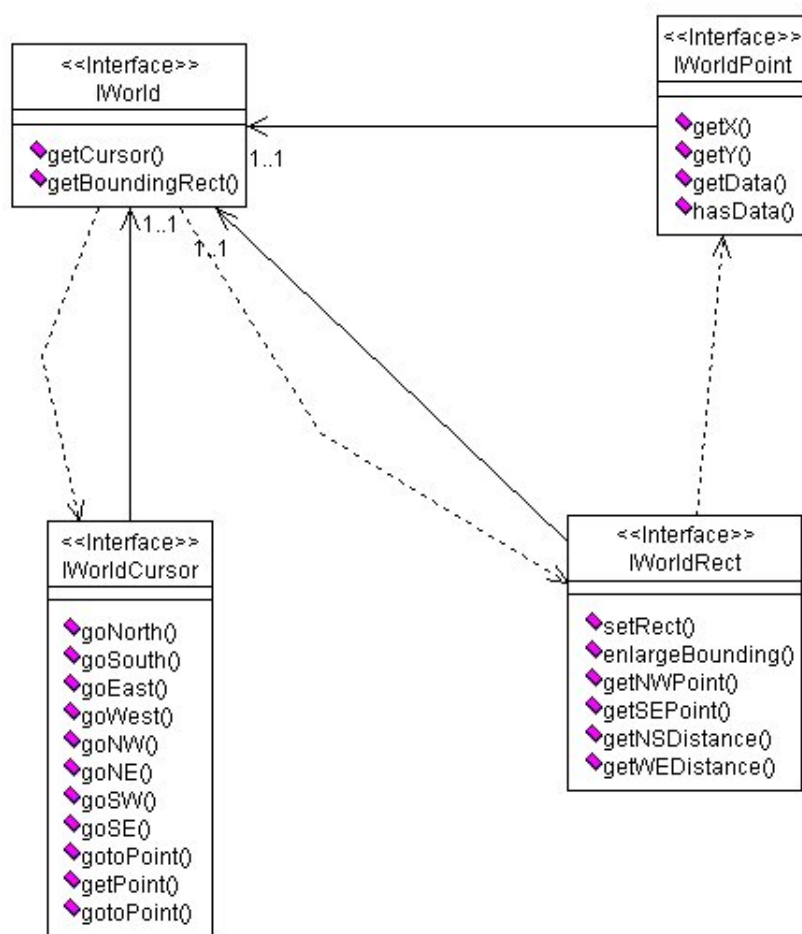 <<Interface>>
IWorld
getCursor()
getBoundingRect()
<<Interface>>
IWorldPoint
getX()
getY()
getData()
hasData()
1..1
1..1
1..1
<<Interface>>
IWorldCursor
goNorth()
goSouth()
goEast()
goWest()
goNW()
goNE()
goSW()
goSE()
gotoPoint()
getPoint()
gotoPoint()
<<Interface>>
IWorldRect
setRect()
enlargeBounding()
getNWPoint()
getSEPoint()
getNSDistance()
getWEDistance()